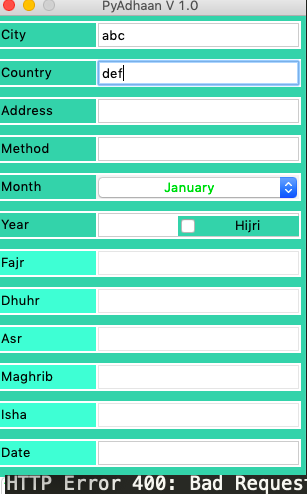 PyAdhaan V 1.0
City abc
Country def
Address
Method
Month January
Year Hijri
Fajr
Dhuhr
Asr
Maghrib
Isha
Date
HTTP Error 400: Bad Reques